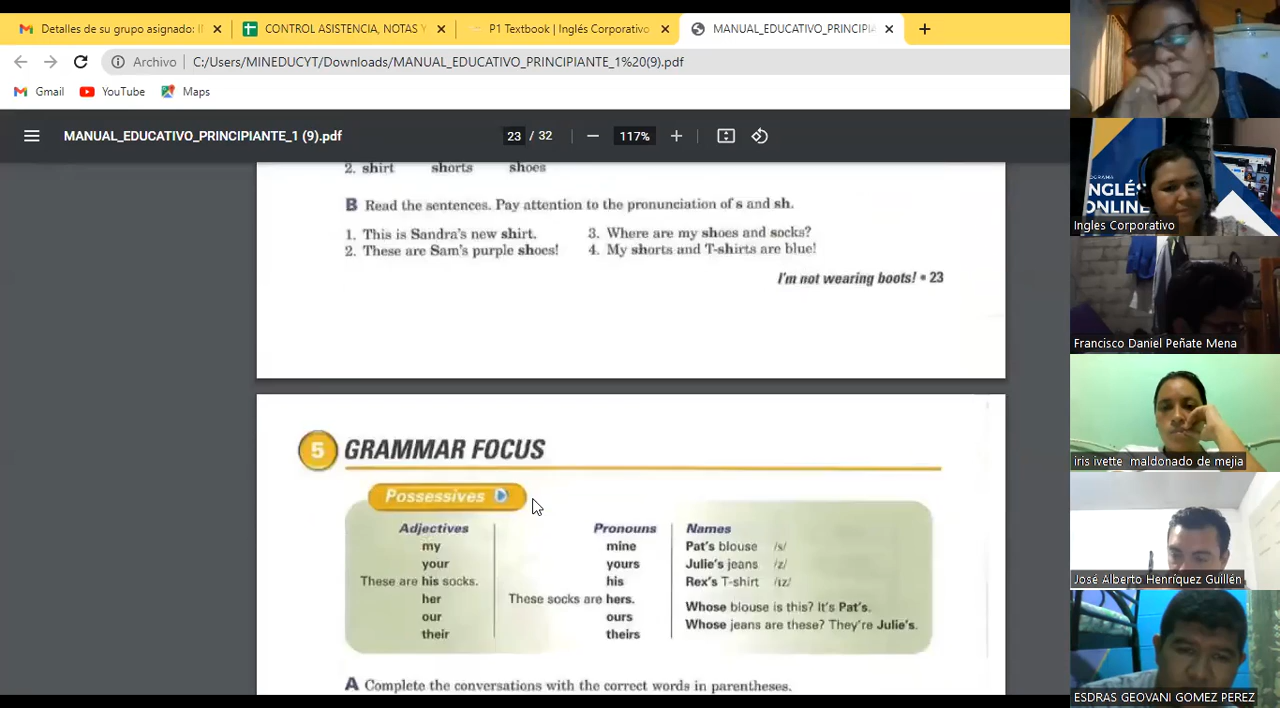 Detalles de su grupo asignado: (I
CONTROL ASISTENCIA, NOTAS Y
P1 Textbook | Inglés Corporativo
MANUAL_EDUCATIVO_PRINCIPIA
Archivo | C:/Users/MINEDUCYT/Downloads/MANUAL_EDUCATIVO_PRINCIPIANTE_1%20(9).pdf
Gmail YouTube Maps
MANUAL_EDUCATIVO_PRINCIPIANTE_1 (9).pdf 23 / 32 117%
2. shirt shorts shoes
B Read the sentences. Pay attention to the pronunciation of s and sh.
1. This is Sandra's new shirt. 3. Where are my shoes and socks?
2. These are Sam's purple shoes! 4. My shorts and T-shirts are blue!
I'm not wearing boots! • 23
5 GRAMMAR FOCUS
Possessives
Adjectives Pronouns Names
my mine Pat's blouse /s/
your yours Julie's jeans /z/
These are his socks. his Rex's T-shirt /ɪz/
her These socks are hers.
our ours Whose blouse is this? It's Pat's.
their theirs Whose jeans are these? They're Julie's.
A Complete the conversations with the correct words in parentheses.
INGLÉS
ONLINE
Ingles Corporativo
Francisco Daniel Peñate Mena
iris ivette maldonado de mejia
José Alberto Henríquez Guillén
ESDRAS GEOVANI GOMEZ PEREZ